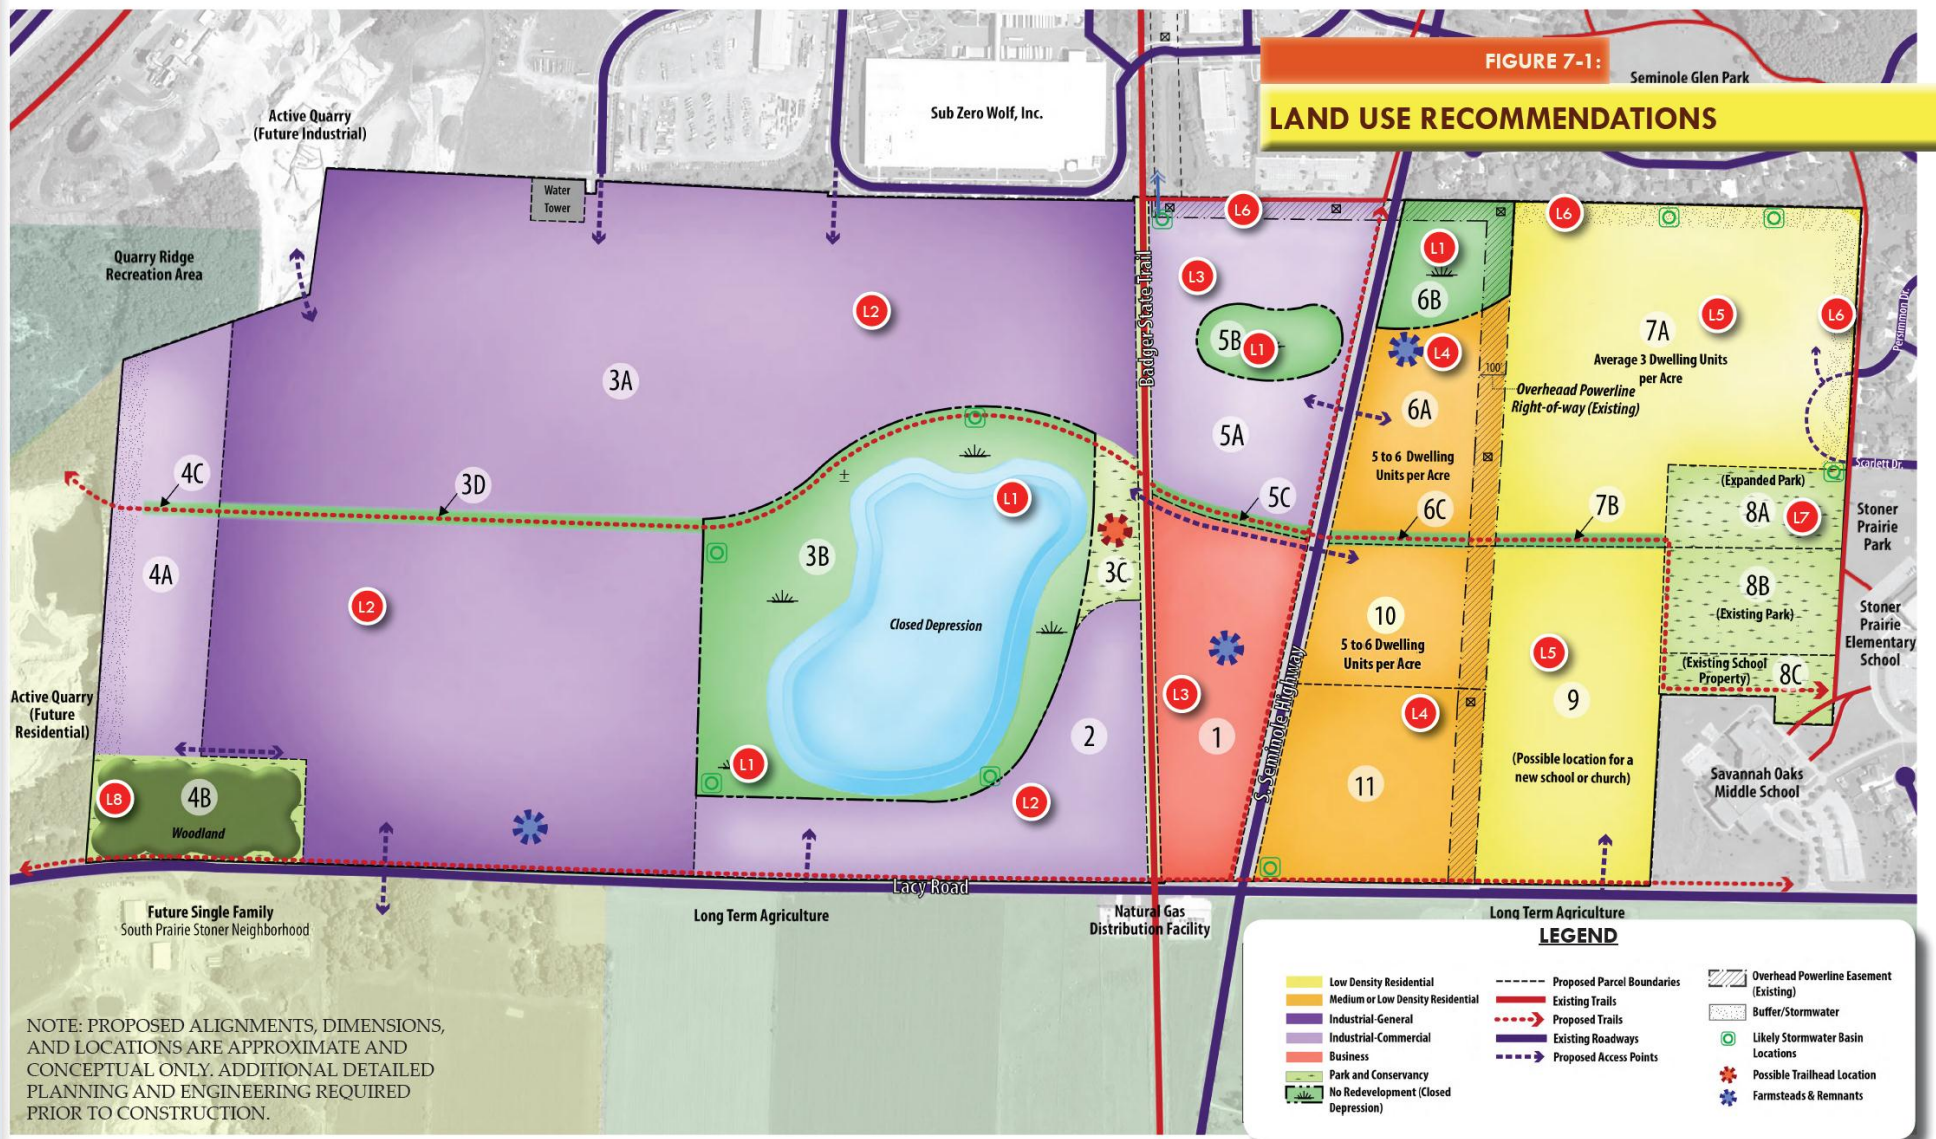 FIGURE 7-1:
LAND USE RECOMMENDATIONS
Seminole Glen Park
Sub Zero Wolf, Inc.
Active Quarry
(Future Industrial)
Water
Tower
Quarry Ridge
Recreation Area
L6
L6
L1
L3
L2
6B
5B
L1
L4
7A
L5
L6
Average 3 Dwelling Units
per Acre
Persimmon Dr.
Badger State Trail
3A
100'
Overheaad Powerline
Right-of-way (Existing)
6A
5A
5 to 6 Dwelling
Units per Acre
Scarlett Dr.
4C
3D
L1
5C
6C
7B
(Expanded Park)
8A
L7
Stoner
Prairie
Park
3B
3C
4A
L2
8B
(Existing Park)
Closed Depression
10
5 to 6 Dwelling
Units per Acre
L5
Stoner
Prairie
Elementary
School
(Existing School
Property)
8C
Active Quarry
(Future
Residential)
L3
L4
9
2
1
S. Seminole Highway
L1
11
(Possible location for a
new school or church)
Savannah Oaks
Middle School
L8
4B
Woodland
L2
Lacy Road
Future Single Family
South Prairie Stoner Neighborhood
Long Term Agriculture
Natural Gas
Distribution Facility
Long Term Agriculture
LEGEND
Low Density Residential
Medium or Low Density Residential
Industrial-General
Industrial-Commercial
Business
Park and Conservancy
No Redevelopment (Closed
Depression)
Proposed Parcel Boundaries
Existing Trails
Proposed Trails
Existing Roadways
Proposed Access Points
Overhead Powerline Easement
(Existing)
Buffer/Stormwater
Likely Stormwater Basin
Locations
Possible Trailhead Location
Farmsteads & Remnants
NOTE: PROPOSED ALIGNMENTS, DIMENSIONS,
AND LOCATIONS ARE APPROXIMATE AND
CONCEPTUAL ONLY. ADDITIONAL DETAILED
PLANNING AND ENGINEERING REQUIRED
PRIOR TO CONSTRUCTION.